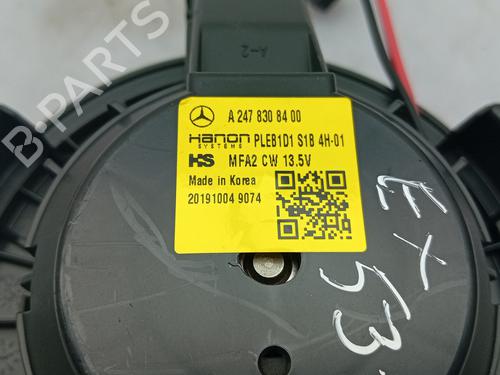 B-PARTS
A-2
A 247 830 84 00
Hanon PLEB1D1 S1B 4H-01
SYSTEMS
HS MFA2 CW 13.5V
Made in Korea
20191004 9074
EX
53